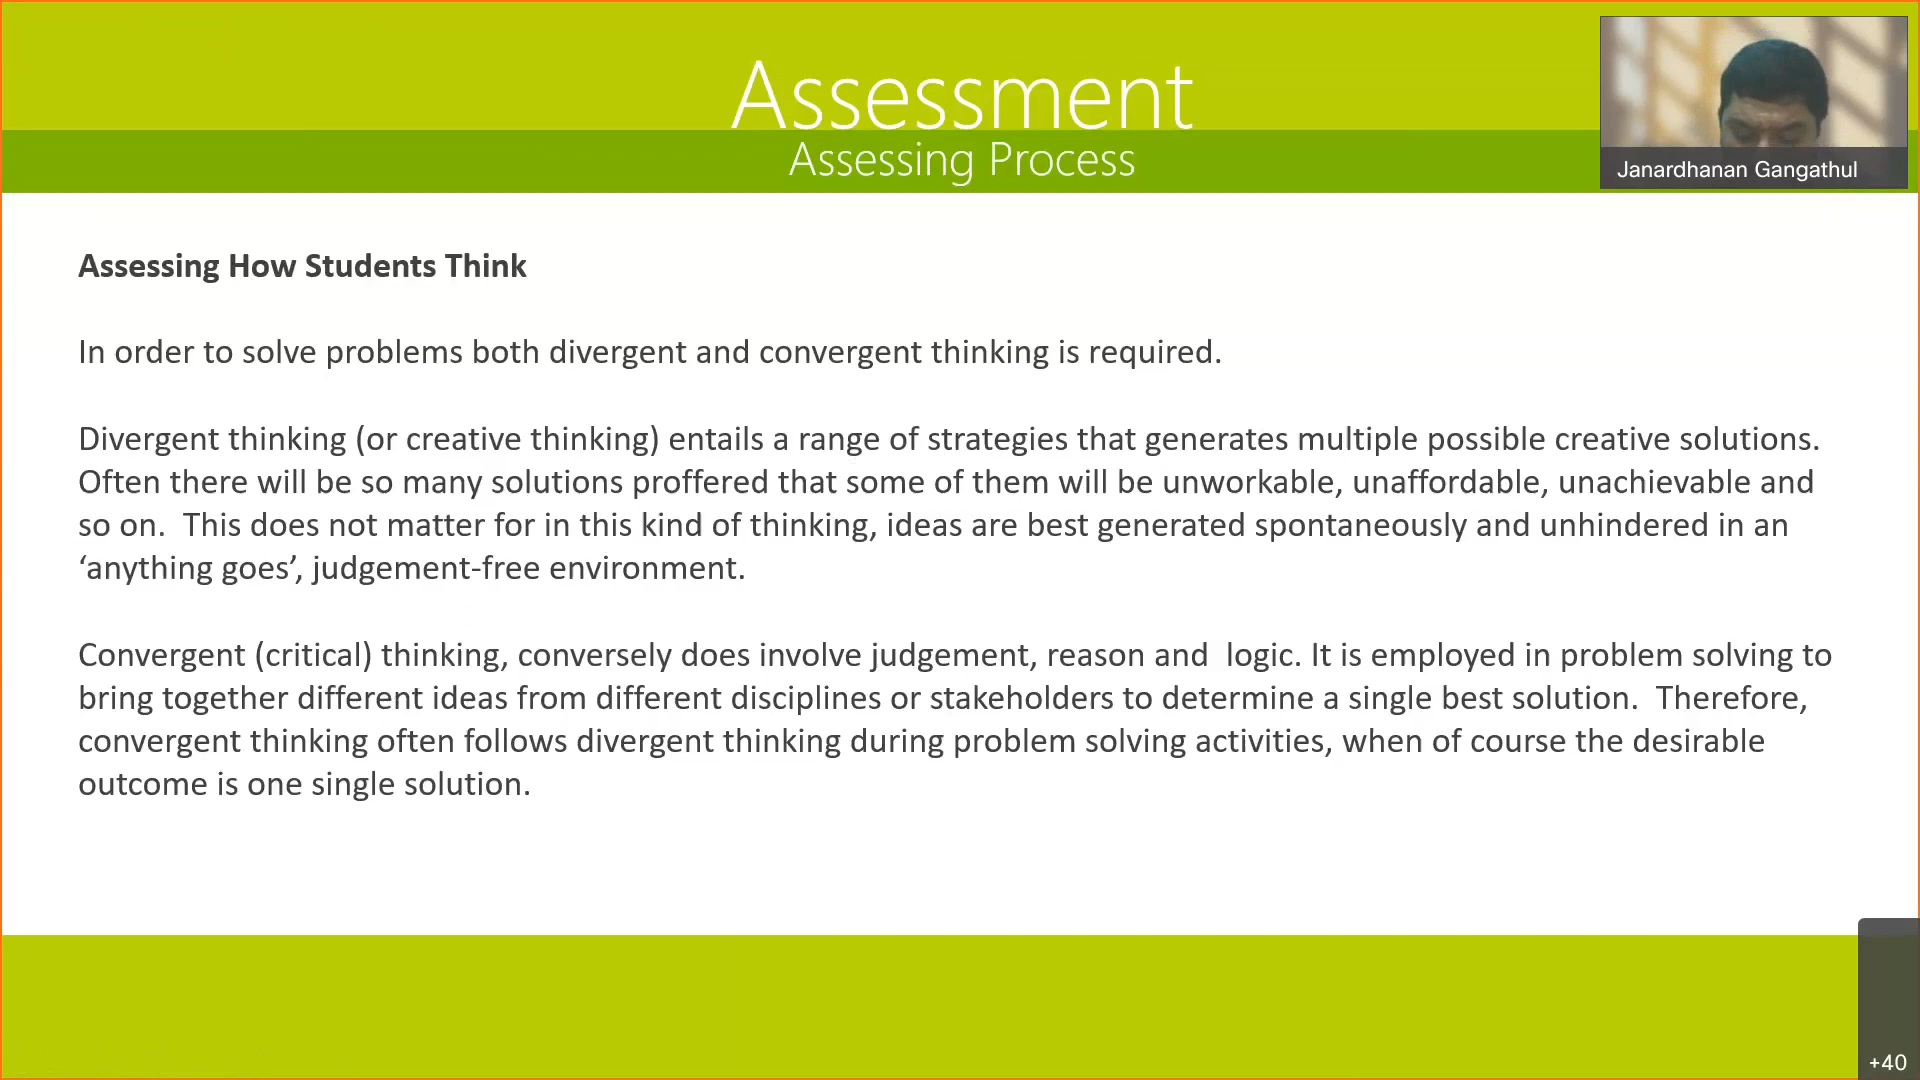 Assessment
Assessing Process
Janardhanan Gangathul
Assessing How Students Think
In order to solve problems both divergent and convergent thinking is required.
Divergent thinking (or creative thinking) entails a range of strategies that generates multiple possible creative solutions.
Often there will be so many solutions proffered that some of them will be unworkable, unaffordable, unachievable and
so on.  This does not matter for in this kind of thinking, ideas are best generated spontaneously and unhindered in an
‘anything goes’, judgement-free environment.
Convergent (critical) thinking, conversely does involve judgement, reason and  logic. It is employed in problem solving to
bring together different ideas from different disciplines or stakeholders to determine a single best solution.  Therefore,
convergent thinking often follows divergent thinking during problem solving activities, when of course the desirable
outcome is one single solution.
+40